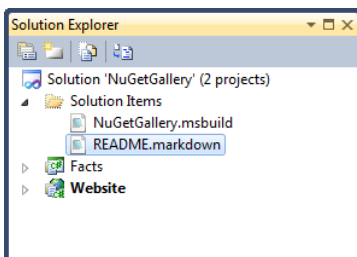 Solution Explorer
Solution 'NuGetGallery' (2 projects)
Solution Items
NuGetGallery.msbuild
README.markdown
Facts
Website